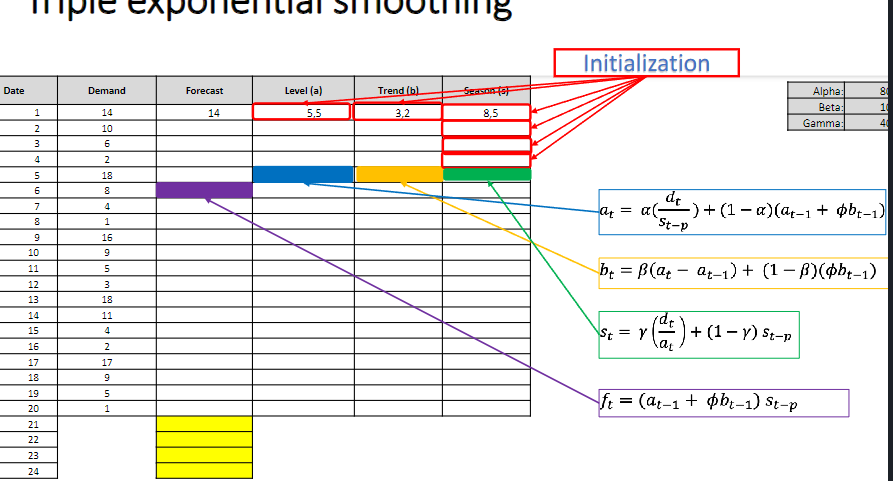 Triple exponential smoothing
Initialization
Date Demand Forecast Level (a) Trend (b) Season (s)
1 14 14 5,5 3,2 8,5
2 10
3 6
4 2
5 18
6 8
7 4
8 1
9 16
10 9
11 5
12 3
13 18
14 11
15 4
16 2
17 17
18 9
19 5
20 1
21
22
23
24
Alpha:
Beta:
Gamma:
a_t = α(d_t/s_{t−p}) + (1 − α)(a_{t−1} + ϕb_{t−1})
b_t = β(a_t − a_{t−1}) + (1 − β)(ϕb_{t−1})
s_t = γ(d_t/a_t) + (1 − γ) s_{t−p}
f_t = (a_{t−1} + ϕb_{t−1}) s_{t−p}